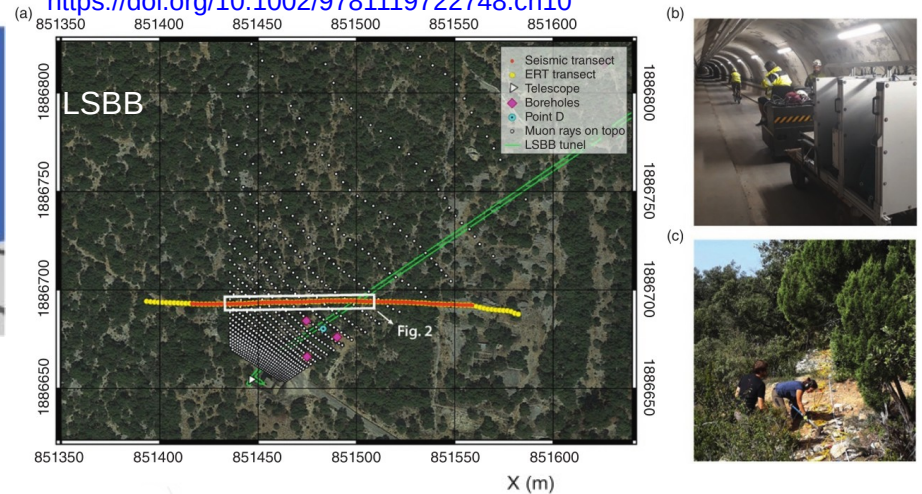 https://doi.org/10.1002/9781119722748.ch10
(a)
851350 851400 851450 851500 851550 851600
LSBB
Seismic transect
ERT transect
Telescope
Boreholes
Point D
Muon rays on topo
LSBB tunel
1886800
1886750
1886700
1886650
1886800
1886750
1886700
1886650
Fig. 2
851350 851400 851450 851500 851550 851600
X (m)
(b)
(c)